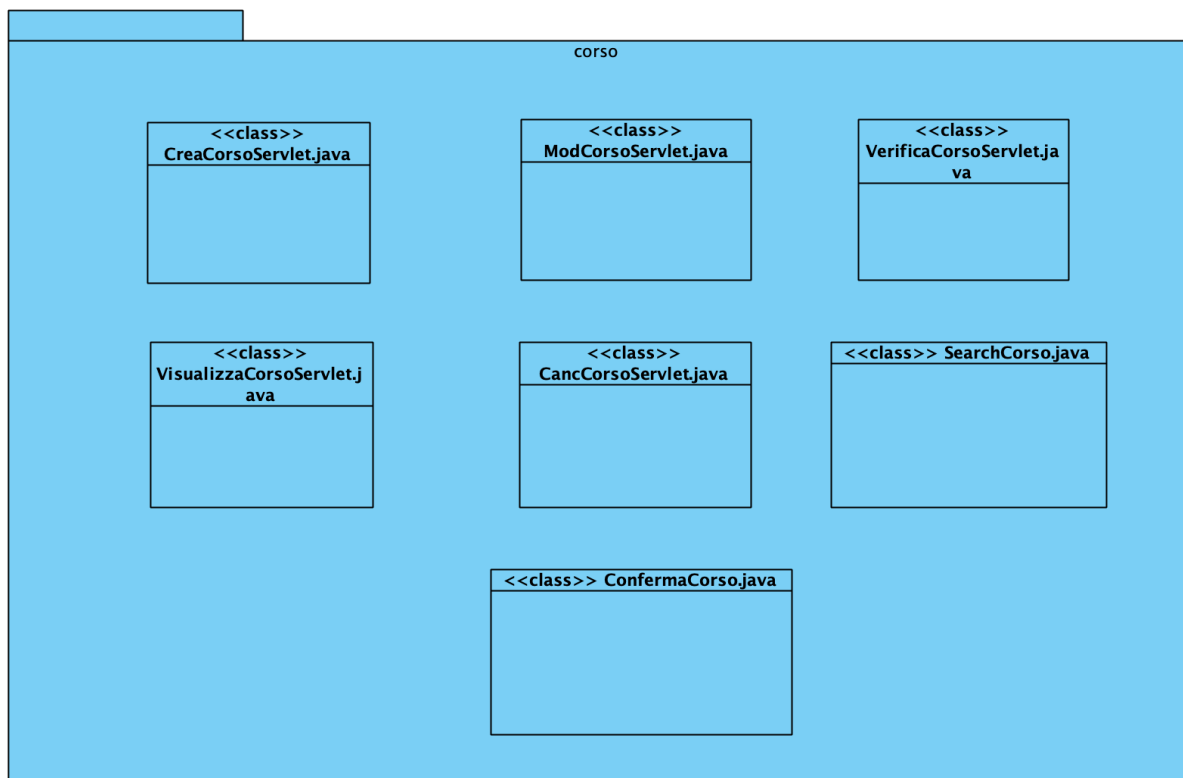 corso
<<class>>
CreaCorsoServlet.java
<<class>>
ModCorsoServlet.java
<<class>>
VerificaCorsoServlet.ja
va
<<class>>
VisualizzaCorsoServlet.j
ava
<<class>>
CancCorsoServlet.java
<<class>> SearchCorso.java
<<class>> ConfermaCorso.java